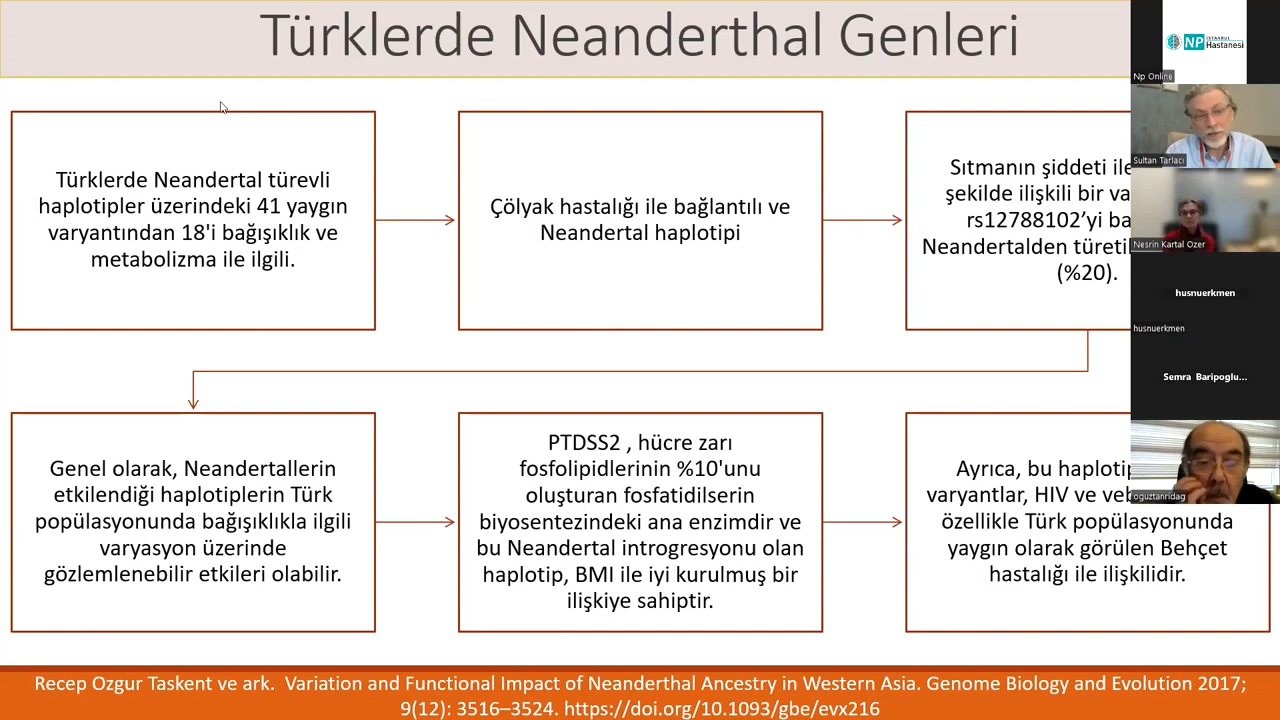 Türklerde Neanderthal Genleri
Türklerde Neandertal türevli
haplotipler üzerindeki 41 yaygın
varyantından 18'i bağışıklık ve
metabolizma ile ilgili.
Çölyak hastalığı ile bağlantılı ve
Neandertal haplotipi
Sıtmanın şiddeti ile
şekilde ilişkili bir
rs12788102’yi
Neandertalden
(%20).
Genel olarak, Neandertallerin
etkilendiği haplotiplerin Türk
popülasyonunda bağışıklıkla ilgili
varyasyon üzerinde
gözlemlenebilir etkileri olabilir.
PTDSS2 , hücre zarı
fosfolipidlerinin %10'unu
oluşturan fosfatidilserin
biyosentezindeki ana enzimdir ve
bu Neandertal introgresyonu olan
haplotip, BMI ile iyi kurulmuş bir
ilişkiye sahiptir.
Ayrıca, bu
varyantlar, HIV ve
özellikle Türk popülasyonunda
yaygın olarak görülen Behçet
hastalığı ile ilişkilidir.
Recep Ozgur Taskent ve ark. Variation and Functional Impact of Neanderthal Ancestry in Western Asia. Genome Biology and Evolution 2017;
9(12): 3516–3524. https://doi.org/10.1093/gbe/evx216
NP İSTANBUL
Hastanesi
Np Online
Sultan Tarlacı
Nesrin Kartal Ozer
husnuerkmen
husnuerkmen
Semra Baripoglu...
oguztanridag